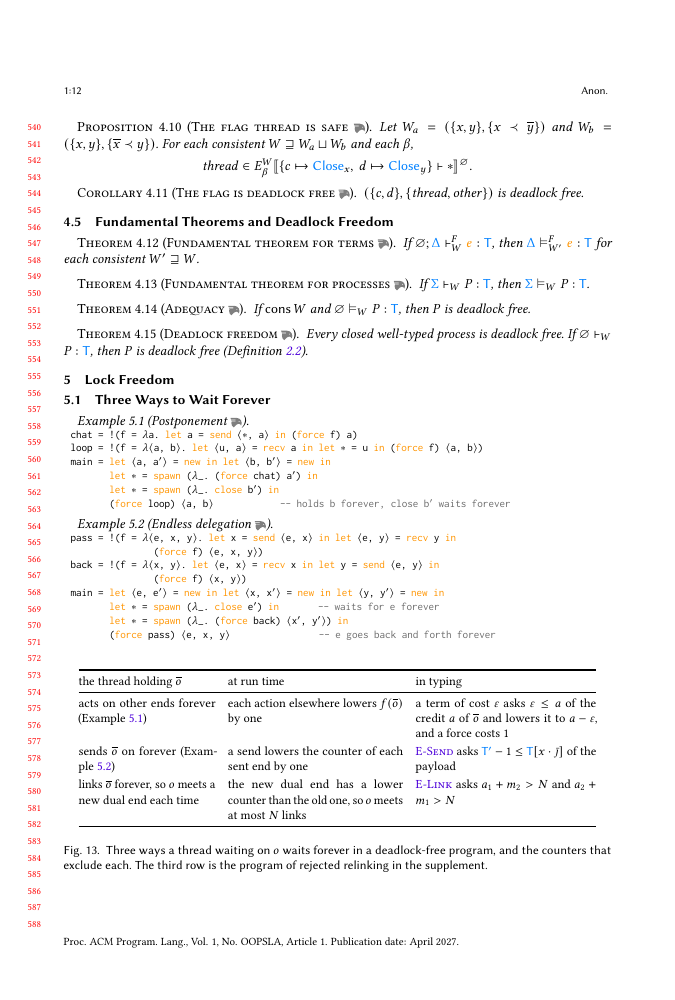 1:12 Anon.
540 PROPOSITION 4.10 (THE FLAG THREAD IS SAFE). Let Wₐ = ({x, y}, {x ≺ y̅}) and W_b =
541 ({x, y}, {x̅ ≺ y}). For each consistent W ⊒ Wₐ ⊔ W_b and each β,
542 thread ∈ E^W_β ⟦{c ↦ Closeₓ, d ↦ Close_y} ⊢ ∗⟧^∅.
543
544 COROLLARY 4.11 (THE FLAG IS DEADLOCK FREE). ({c, d}, {thread, other}) is deadlock free.
545
546 4.5 Fundamental Theorems and Deadlock Freedom
547 THEOREM 4.12 (FUNDAMENTAL THEOREM FOR TERMS). If ∅; Δ ⊢^F_W e : T, then Δ ⊨^F_W′ e : T for
548 each consistent W′ ⊒ W.
549
550 THEOREM 4.13 (FUNDAMENTAL THEOREM FOR PROCESSES). If Σ ⊢_W P : T, then Σ ⊨_W P : T.
551 THEOREM 4.14 (ADEQUACY). If cons W and ∅ ⊨_W P : T, then P is deadlock free.
552
553 THEOREM 4.15 (DEADLOCK FREEDOM). Every closed well-typed process is deadlock free. If ∅ ⊢_W
554 P : T, then P is deadlock free (Definition 2.2).
555
556 5 Lock Freedom
557 5.1 Three Ways to Wait Forever
558 Example 5.1 (Postponement).
559 chat = !(f = λa. let a = send ⟨∗, a⟩ in (force f) a)
560 loop = !(f = λ⟨a, b⟩. let ⟨u, a⟩ = recv a in let ∗ = u in (force f) ⟨a, b⟩)
561 main = let ⟨a, a′⟩ = new in let ⟨b, b′⟩ = new in
562 let ∗ = spawn (λ_. (force chat) a′) in
563 let ∗ = spawn (λ_. close b′) in
(force loop) ⟨a, b⟩ -- holds b forever, close b′ waits forever
564 Example 5.2 (Endless delegation).
565 pass = !(f = λ⟨e, x, y⟩. let x = send ⟨e, x⟩ in let ⟨e, y⟩ = recv y in
566 (force f) ⟨e, x, y⟩)
567 back = !(f = λ⟨x, y⟩. let ⟨e, x⟩ = recv x in let y = send ⟨e, y⟩ in
(force f) ⟨x, y⟩)
568 main = let ⟨e, e′⟩ = new in let ⟨x, x′⟩ = new in let ⟨y, y′⟩ = new in
569 let ∗ = spawn (λ_. close e′) in -- waits for e forever
570 let ∗ = spawn (λ_. (force back) ⟨x′, y′⟩) in
571 (force pass) ⟨e, x, y⟩ -- e goes back and forth forever
572
573 the thread holding o̅ at run time in typing
574
575 acts on other ends forever each action elsewhere lowers f(o̅) a term of cost ε asks ε ≤ a of the
576 (Example 5.1) by one credit a of o̅ and lowers it to a − ε,
577 and a force costs 1
578 sends o̅ on forever (Exam- a send lowers the counter of each E-SEND asks T′ − 1 ≤ T[x · ȷ] of the
579 ple 5.2) sent end by one payload
580 links o̅ forever, so o meets a the new dual end has a lower E-LINK asks a₁ + m₂ > N and a₂ +
581 new dual end each time counter than the old one, so o meets m₁ > N
582 at most N links
583
584 Fig. 13. Three ways a thread waiting on o waits forever in a deadlock-free program, and the counters that
585 exclude each. The third row is the program of rejected relinking in the supplement.
586
587
588
Proc. ACM Program. Lang., Vol. 1, No. OOPSLA, Article 1. Publication date: April 2027.